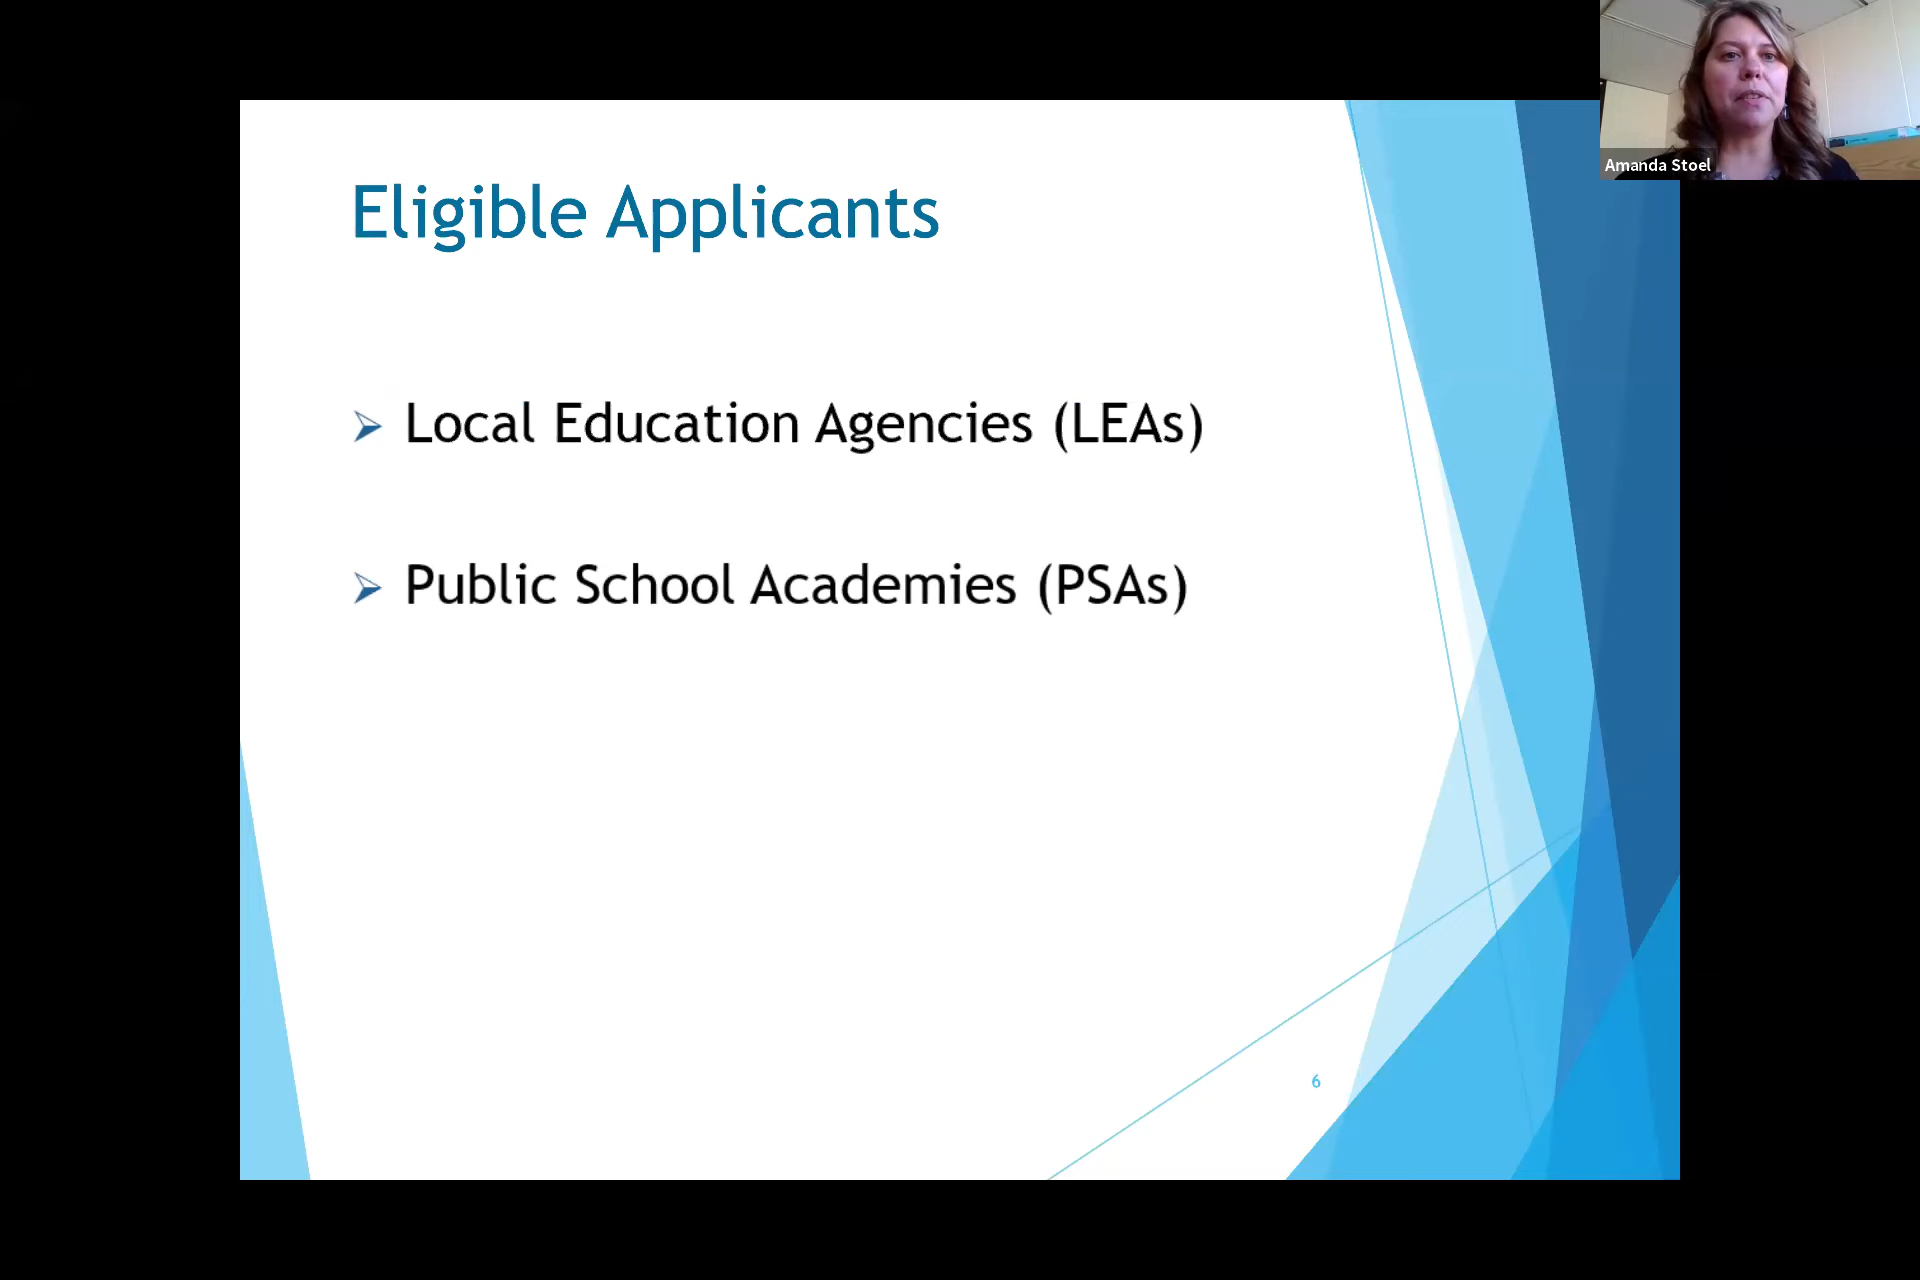 Amanda Stoel
Eligible Applicants
Local Education Agencies (LEAs)
Public School Academies (PSAs)
6